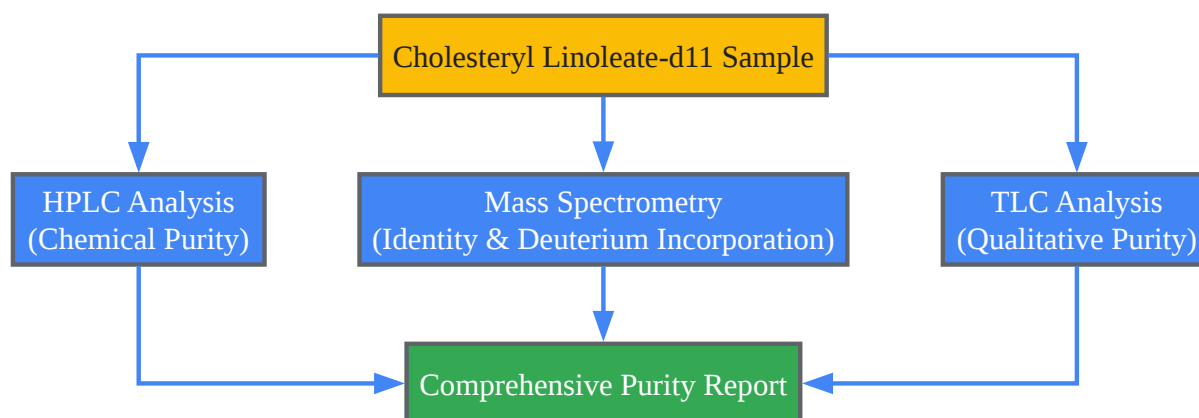 Cholesteryl Linoleate-d11 Sample
HPLC Analysis
(Chemical Purity)
Mass Spectrometry
(Identity & Deuterium Incorporation)
TLC Analysis
(Qualitative Purity)
Comprehensive Purity Report